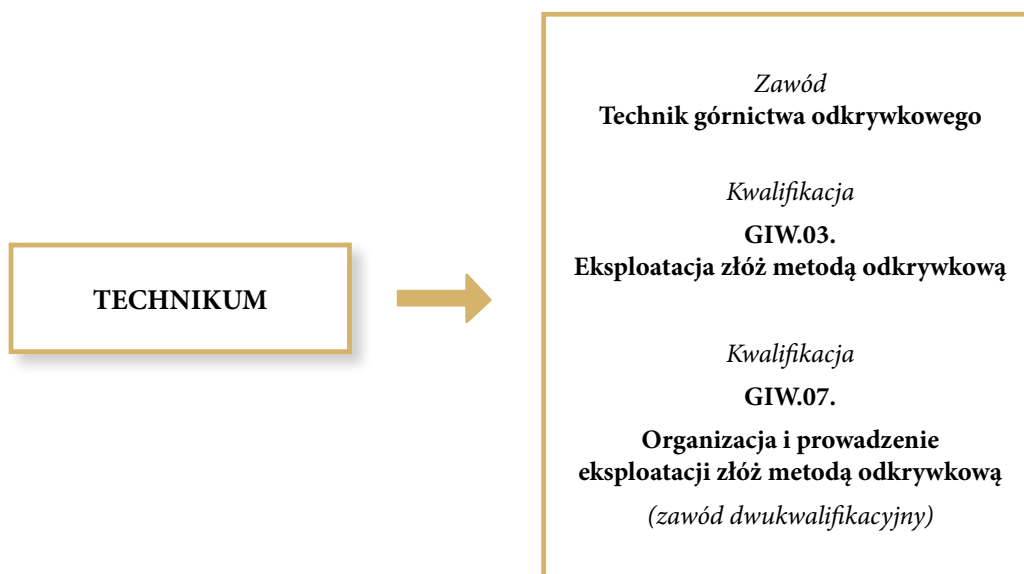 TECHNIKUM
Zawód
Technik górnictwa odkrywkowego
Kwalifikacja
GIW.03.
Eksploatacja złóż metodą odkrywkową
Kwalifikacja
GIW.07.
Organizacja i prowadzenie
eksploatacji złóż metodą odkrywkową
(zawód dwukwalifikacyjny)